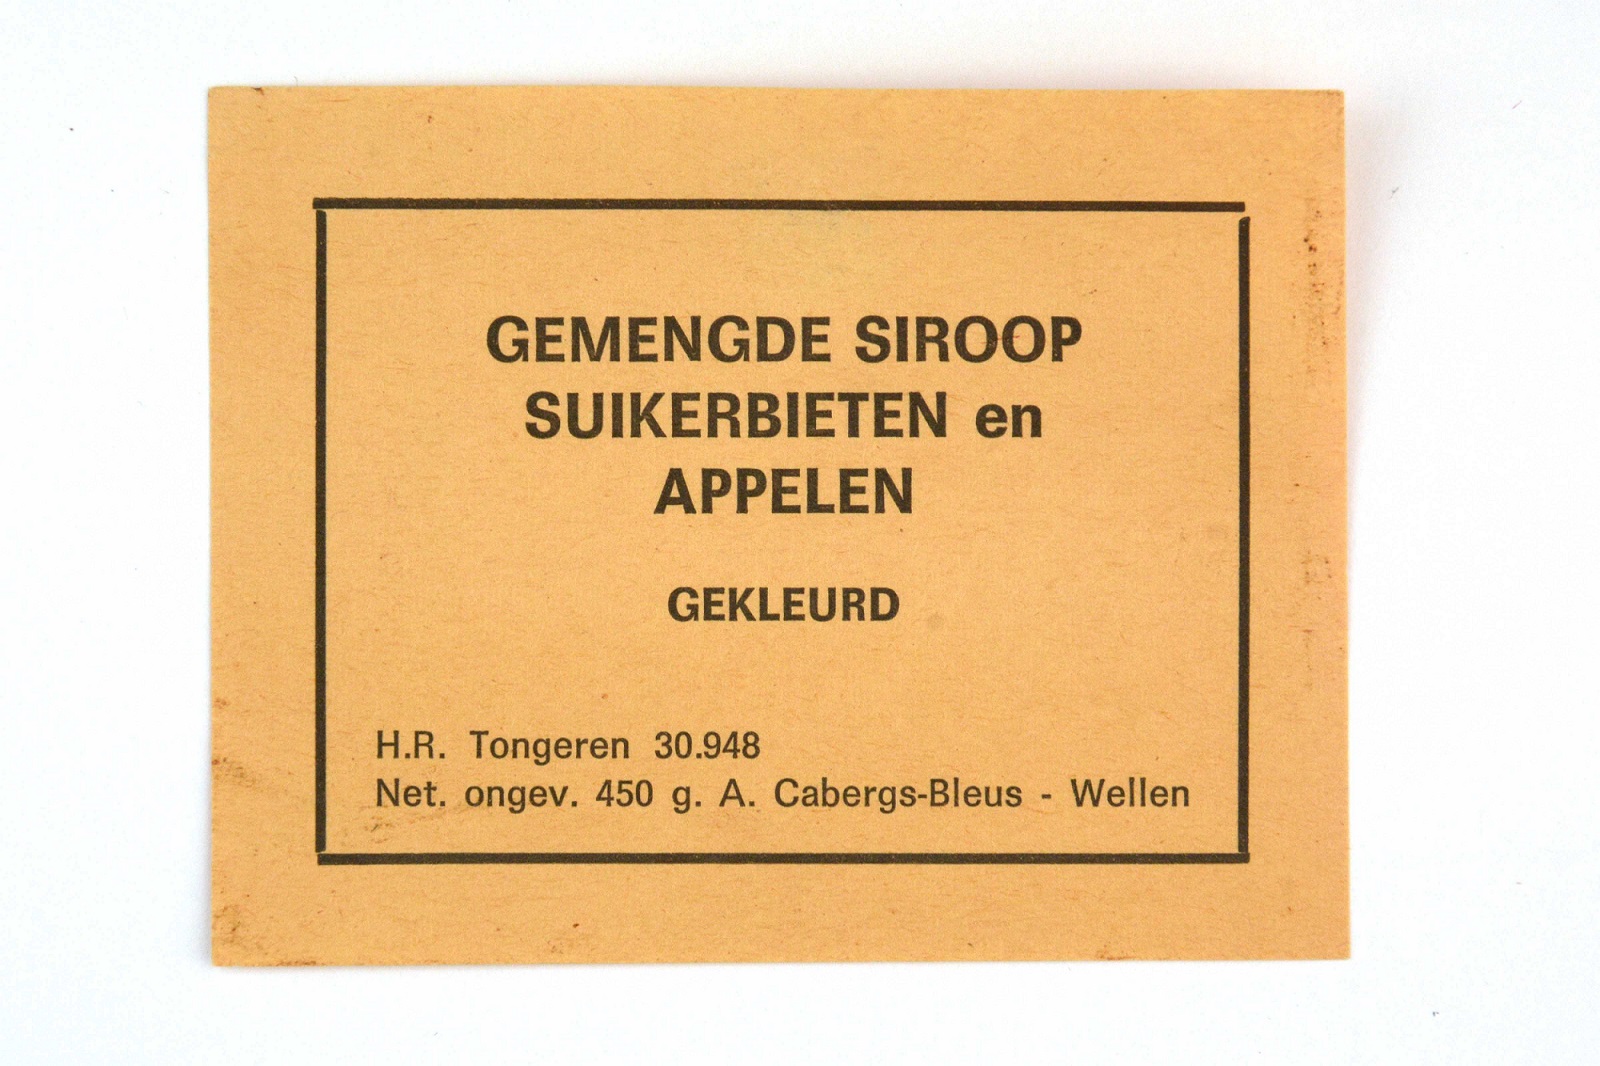 GEMENGDE SIROOP
SUIKERBIETEN en
APPELEN
GEKLEURD
H.R. Tongeren 30.948
Net. ongev. 450 g. A. Cabergs-Bleus - Wellen